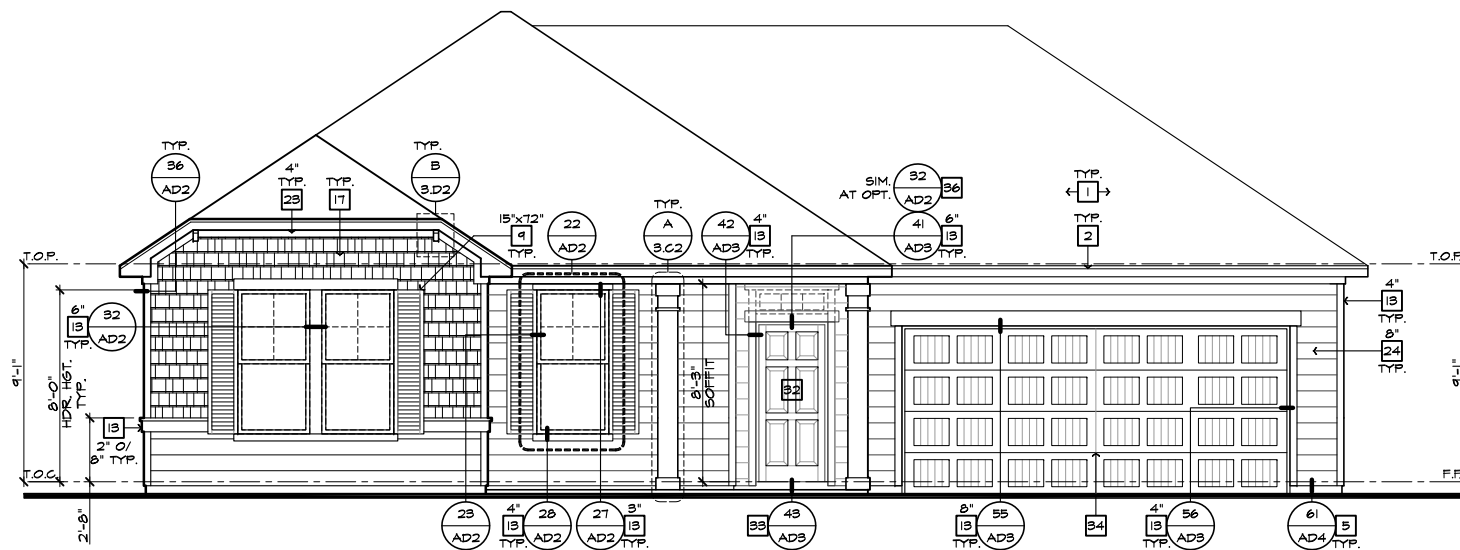 TYP.
36
AD2
4"
TYP.
23
TYP.
17
TYP.
B
3.D2
15"x72"
9
TYP.
22
AD2
TYP.
A
3.C2
42
AD3
4"
13
TYP.
SIM.
AT OPT.
32
AD2
36
41
AD3
6"
13
TYP.
TYP.
1
TYP.
2
T.O.P.
T.O.P.
6"
13
TYP.
32
AD2
4"
13
TYP.
8"
24
TYP.
9'-1"
8'-0"
HDR. HGT.
TYP.
8'-3"
SOFFIT
32
9'-1"
13
2" O/
8" TYP.
T.O.C.
F.F.
2'-8"
23
AD2
4"
13
TYP.
28
AD2
27
AD2
3"
13
TYP.
33
43
AD3
8"
13
TYP.
55
AD3
34
4"
13
TYP.
56
AD3
61
AD4
5
TYP.